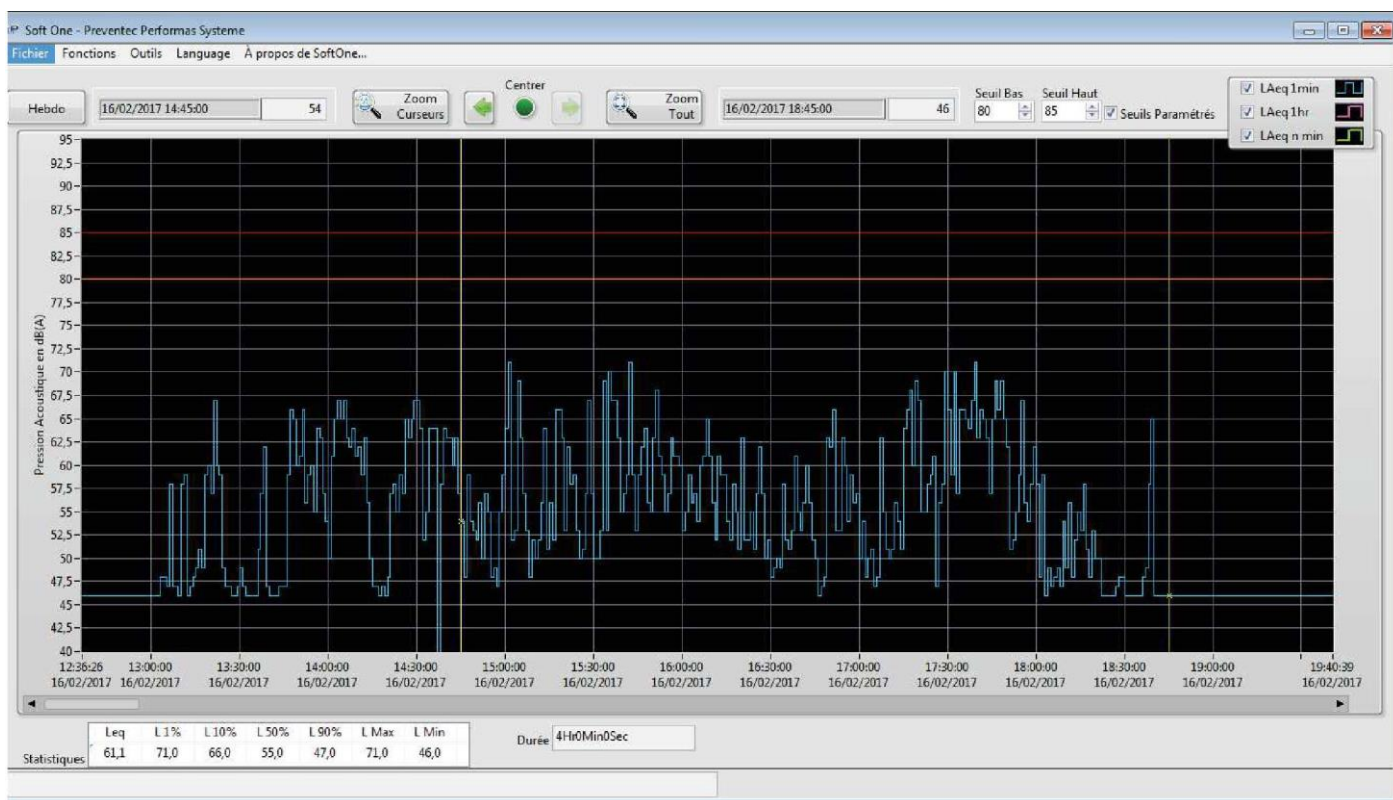 Soft One - Preventec Performas Systeme
Fichier Fonctions Outils Language À propos de SoftOne...
Hebdo 16/02/2017 14:45:00 54 Zoom Curseurs Centrer Zoom Tout 16/02/2017 18:45:00 46 Seuil Bas 80 Seuil Haut 85 Seuils Paramétrés
LAeq 1min
LAeq 1hr
LAeq n min
Pression Acoustique en dB(A)
95
92,5
90
87,5
85
82,5
80
77,5
75
72,5
70
67,5
65
62,5
60
57,5
55
52,5
50
47,5
45
42,5
40
12:36:26 13:00:00 13:30:00 14:00:00 14:30:00 15:00:00 15:30:00 16:00:00 16:30:00 17:00:00 17:30:00 18:00:00 18:30:00 19:00:00 19:40:39
16/02/2017 16/02/2017 16/02/2017 16/02/2017 16/02/2017 16/02/2017 16/02/2017 16/02/2017 16/02/2017 16/02/2017 16/02/2017 16/02/2017 16/02/2017 16/02/2017 16/02/2017
Leq L 1% L 10% L 50% L 90% L Max L Min
Statistiques 61,1 71,0 66,0 55,0 47,0 71,0 46,0
Durée 4Hr0Min0Sec